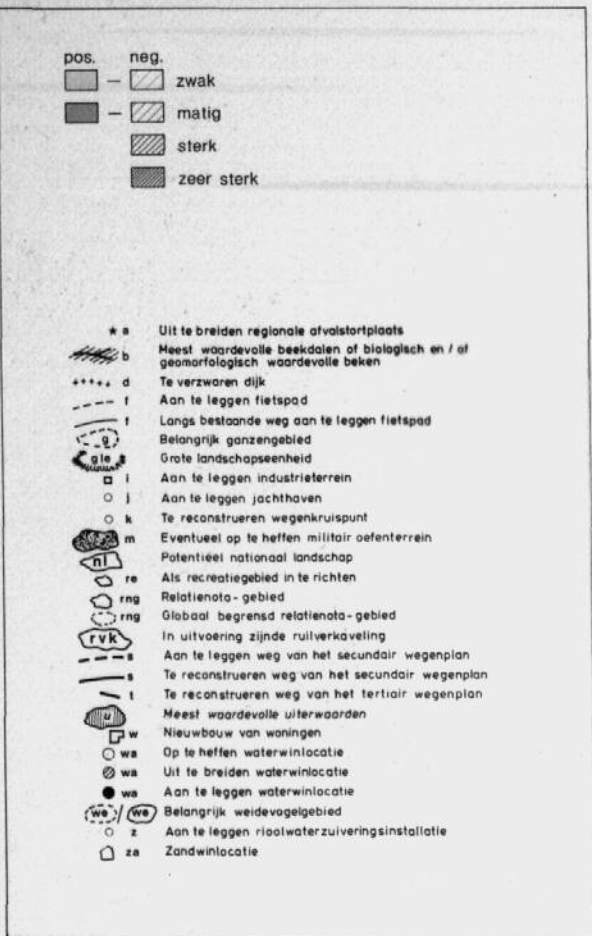 pos. neg.
– zwak
– matig
sterk
zeer sterk
★ a Uit te breiden regionale afvalstortplaats
b Meest waardevolle beekdalen of biologisch en / of
geomorfologisch waardevolle beken
+++++ d Te verzwaren dijk
f Aan te leggen fietspad
f Langs bestaande weg aan te leggen fietspad
g Belangrijk ganzengebied
gle Grote landschapseenheid
i Aan te leggen industrieterrein
j Aan te leggen jachthaven
k Te reconstrueren wegenkruispunt
m Eventueel op te heffen militair oefenterrein
nl Potentieel nationaal landschap
re Als recreatiegebied in te richten
rng Relatienota-gebied
rng Globaal begrensd relatienota-gebied
rvk In uitvoering zijnde ruilverkaveling
s Aan te leggen weg van het secundair wegenplan
s Te reconstrueren weg van het secundair wegenplan
t Te reconstrueren weg van het tertiair wegenplan
u Meest waardevolle uiterwaarden
w Nieuwbouw van woningen
wa Op te heffen waterwinlocatie
wa Uit te breiden waterwinlocatie
wa Aan te leggen waterwinlocatie
we / we Belangrijk weidevogelgebied
z Aan te leggen rioolwaterzuiveringsinstallatie
za Zandwinlocatie